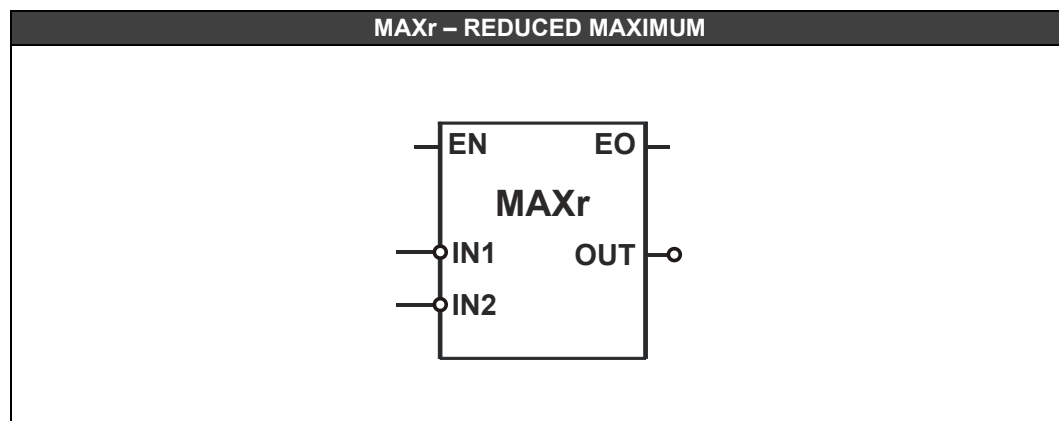 MAXr – REDUCED MAXIMUM
EN EO
MAXr
IN1 OUT
IN2